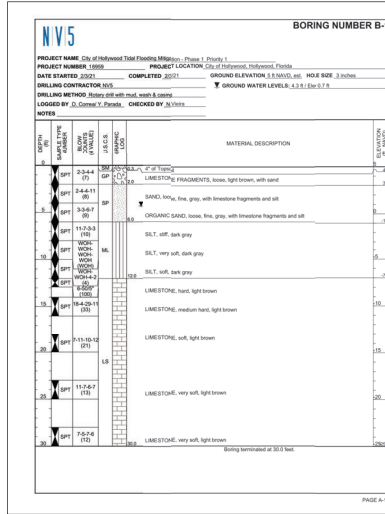 BORING NUMBER B-
NV5
PROJECT NAME City of Hollywood Tidal Flooding Mitigation - Phase 1, Priority 1
PROJECT NUMBER 16959 PROJECT LOCATION City of Hollywood, Hollywood, Florida
DATE STARTED 2/3/21 COMPLETED 2/3/21 GROUND ELEVATION 5 ft NAVD, est. HOLE SIZE 3 inches
DRILLING CONTRACTOR NV5 GROUND WATER LEVELS: 4.3 ft / Elev 0.7 ft
DRILLING METHOD Rotary drill with mud, wash & casing
LOGGED BY D. Correa/ Y. Parada CHECKED BY N.Vieira
NOTES
DEPTH (ft) SAMPLE TYPE NUMBER BLOW COUNTS (N VALUE) U.S.C.S. GRAPHIC LOG MATERIAL DESCRIPTION ELEVATION
0
SM 4" of Topsoil
SPT 2-3-4-4 (7) GP 2.0 LIMESTONE FRAGMENTS, loose, light brown, with sand
SPT 2-4-4-11 (8) SAND, loose, fine, gray, with limestone fragments and silt
SP
5 SPT 3-3-6-7 (9) 6.0 ORGANIC SAND, loose, fine, gray, with limestone fragments and silt 0
SPT 11-7-3-3 (10) SILT, stiff, dark gray
SPT WOH-WOH-WOH-WOH (WOH) ML SILT, very soft, dark gray
10 -5
SPT WOH-WOH-4-2 (4) 12.0 SILT, soft, dark gray
SPT (100) LIMESTONE, hard, light brown
15 SPT 16-4-29-11 (33) LIMESTONE, medium hard, light brown -10
SPT 7-11-10-12 (21) LIMESTONE, soft, light brown
20 -15
LS
SPT 11-7-6-7 (13) LIMESTONE, very soft, light brown
25 -20
SPT 7-5-7-6 (12) LIMESTONE, very soft, light brown
30 30.0
Boring terminated at 30.0 feet.
PAGE A-